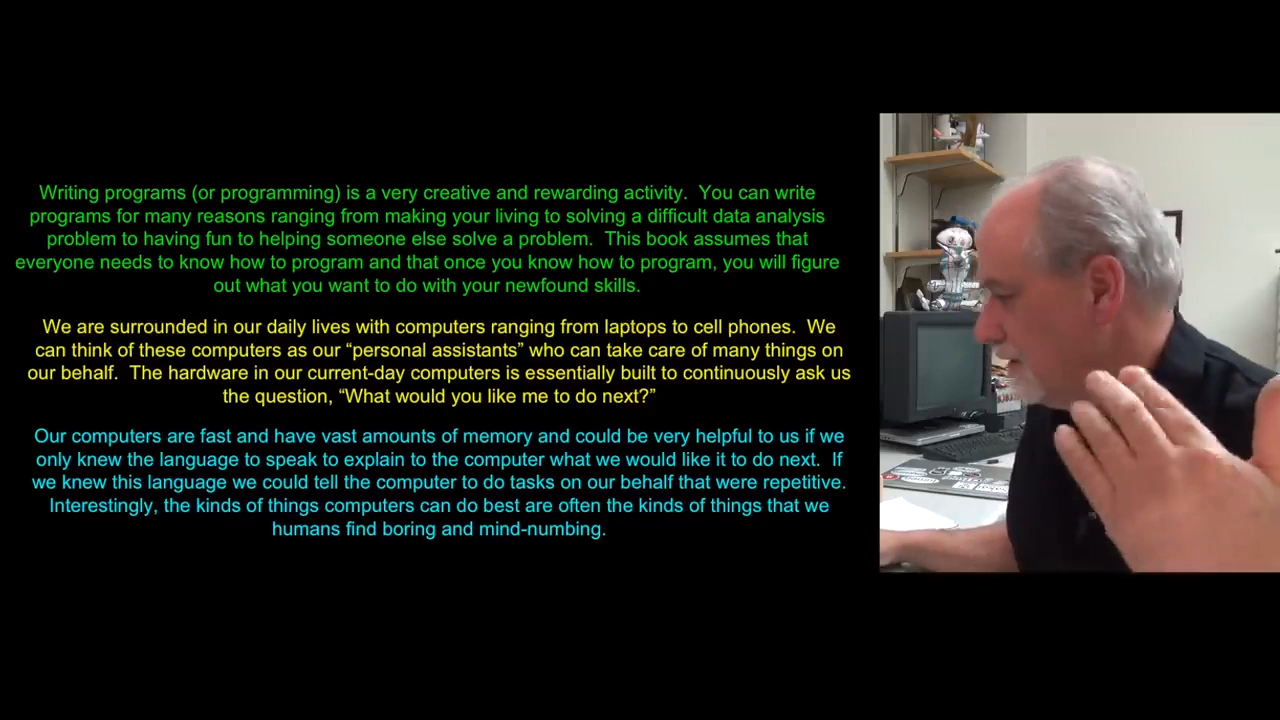 Writing programs (or programming) is a very creative and rewarding activity.  You can write
programs for many reasons ranging from making your living to solving a difficult data analysis
problem to having fun to helping someone else solve a problem.  This book assumes that
everyone needs to know how to program and that once you know how to program, you will figure
out what you want to do with your newfound skills.
We are surrounded in our daily lives with computers ranging from laptops to cell phones.  We
can think of these computers as our “personal assistants” who can take care of many things on
our behalf.  The hardware in our current-day computers is essentially built to continuously ask us
the question, “What would you like me to do next?”
Our computers are fast and have vast amounts of memory and could be very helpful to us if we
only knew the language to speak to explain to the computer what we would like it to do next.  If
we knew this language we could tell the computer to do tasks on our behalf that were repetitive.
Interestingly, the kinds of things computers can do best are often the kinds of things that we
humans find boring and mind-numbing.